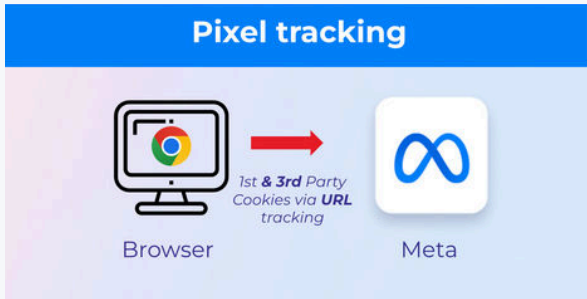 Pixel tracking
1st & 3rd Party
Cookies via URL
tracking
Browser
Meta